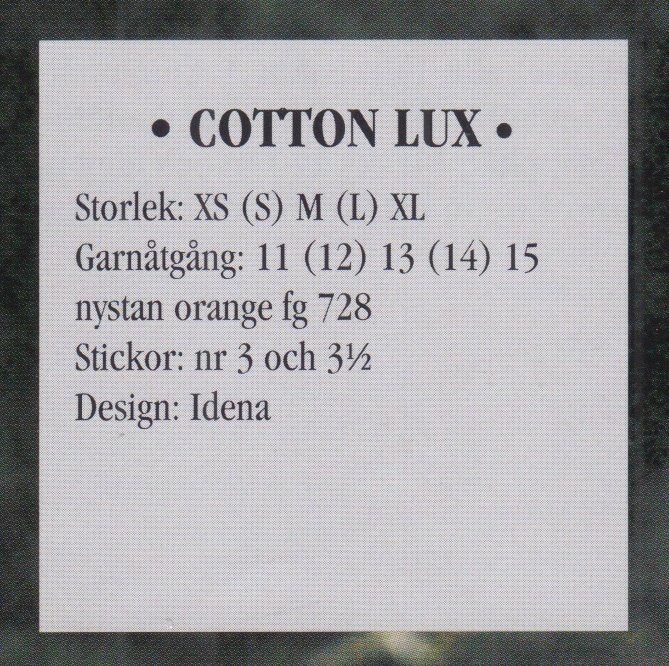 • COTTON LUX •
Storlek: XS (S) M (L) XL
Garnåtgång: 11 (12) 13 (14) 15
nystan orange fg 728
Stickor: nr 3 och 3½
Design: Idena